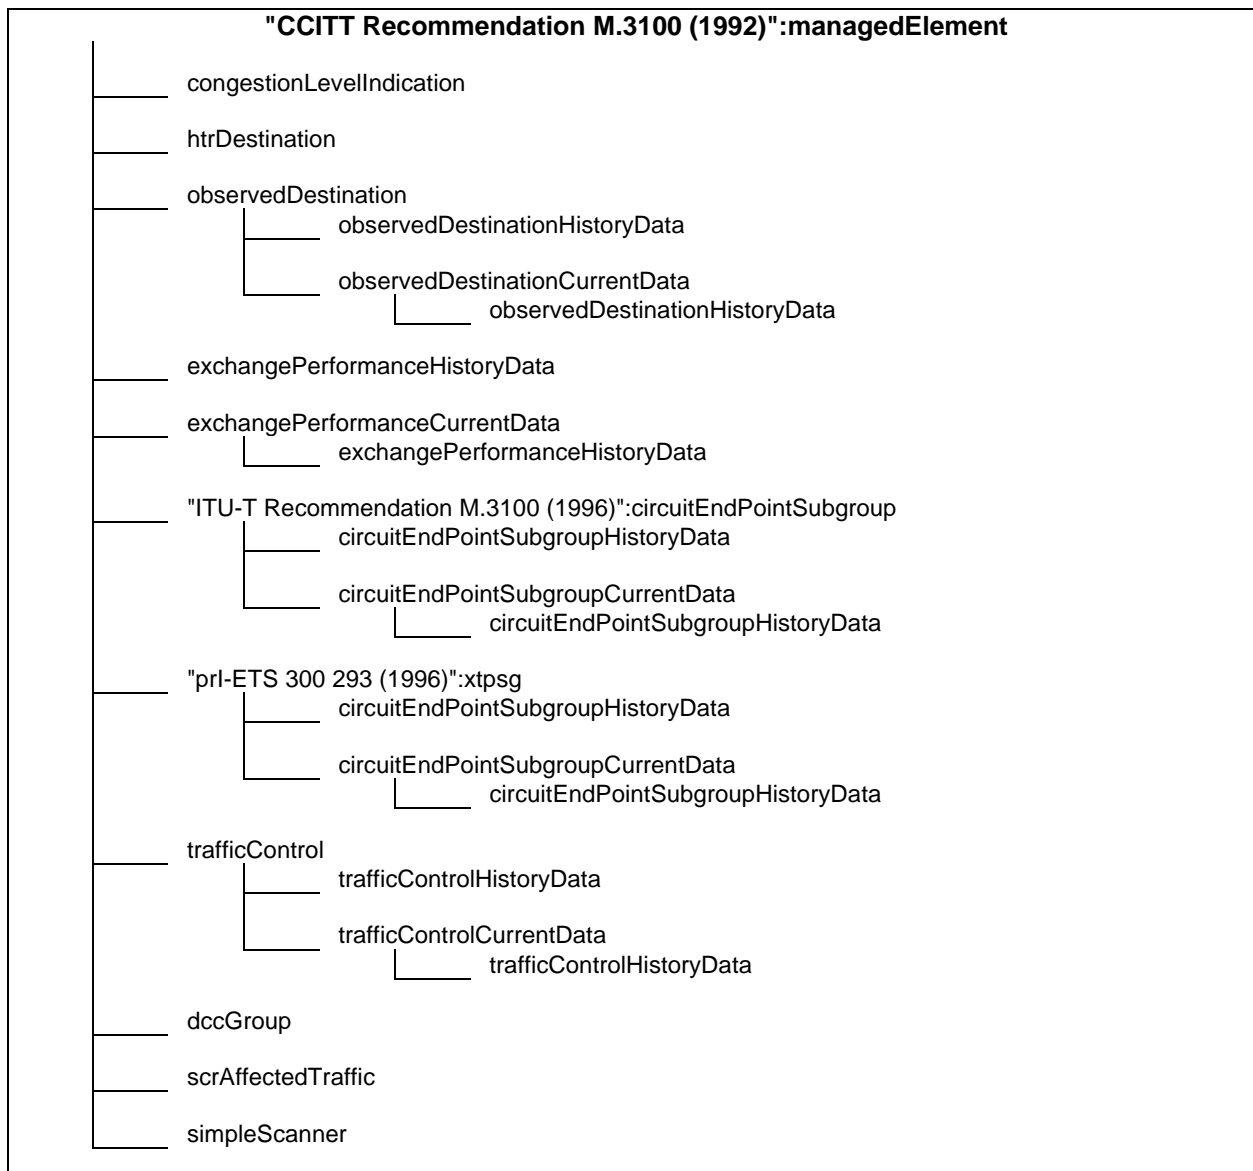 "CCITT Recommendation M.3100 (1992)":managedElement
congestionLevelIndication
htrDestination
observedDestination
observedDestinationHistoryData
observedDestinationCurrentData
observedDestinationHistoryData
exchangePerformanceHistoryData
exchangePerformanceCurrentData
exchangePerformanceHistoryData
"ITU-T Recommendation M.3100 (1996)":circuitEndPointSubgroup
circuitEndPointSubgroupHistoryData
circuitEndPointSubgroupCurrentData
circuitEndPointSubgroupHistoryData
"prI-ETS 300 293 (1996)":xtpsg
circuitEndPointSubgroupHistoryData
circuitEndPointSubgroupCurrentData
circuitEndPointSubgroupHistoryData
trafficControl
trafficControlHistoryData
trafficControlCurrentData
trafficControlHistoryData
dccGroup
scrAffectedTraffic
simpleScanner